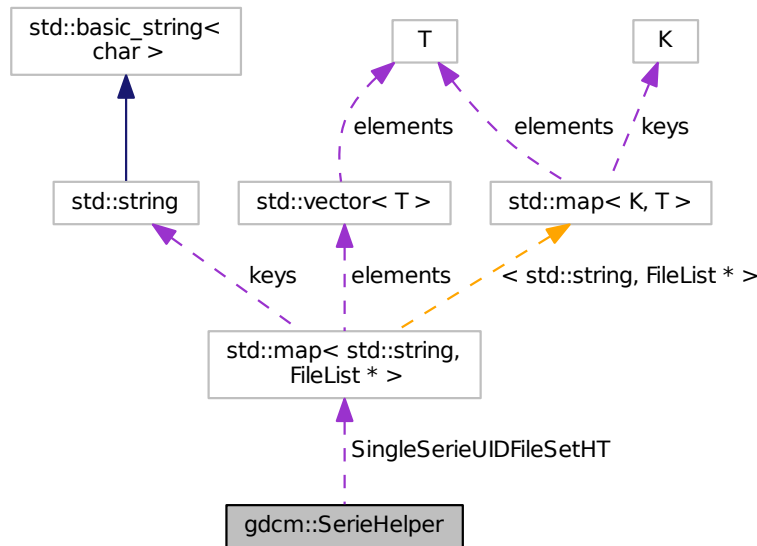 std::basic_string<
char >
T
K
elements
elements
keys
std::string
std::vector< T >
std::map< K, T >
keys
elements
< std::string, FileList * >
std::map< std::string,
FileList * >
SingleSerieUIDFileSetHT
gdcm::SerieHelper